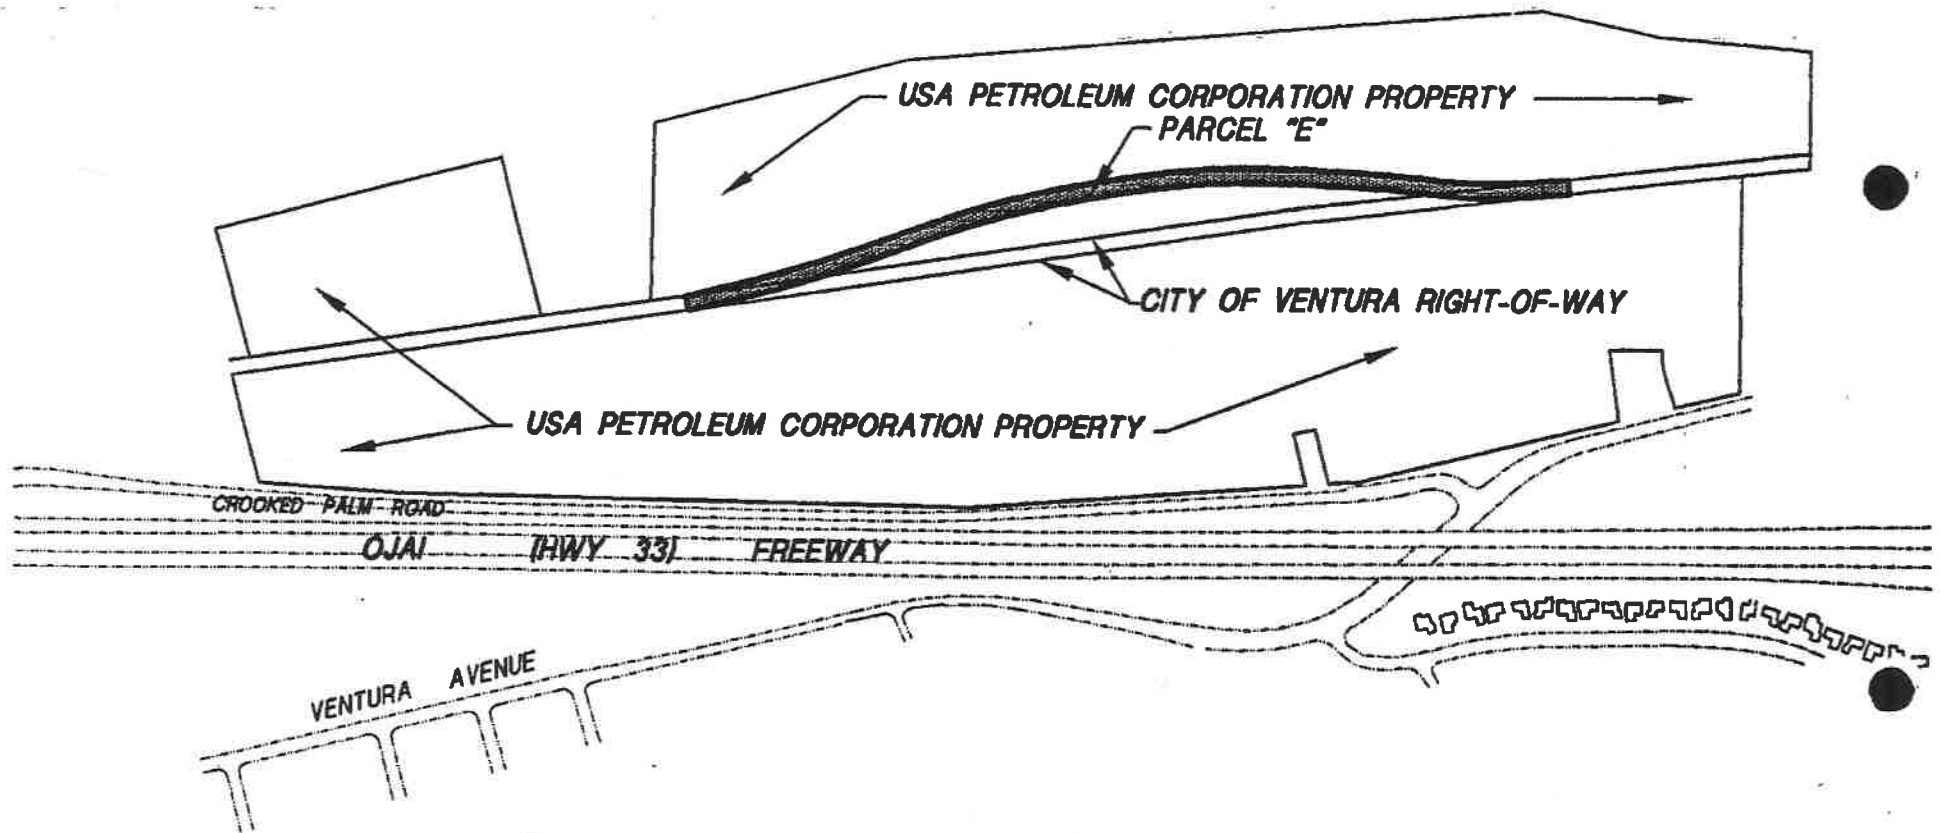 USA PETROLEUM CORPORATION PROPERTY
PARCEL "E"
CITY OF VENTURA RIGHT-OF-WAY
USA PETROLEUM CORPORATION PROPERTY
CROOKED PALM ROAD
OJAI (HWY 33) FREEWAY
VENTURA AVENUE